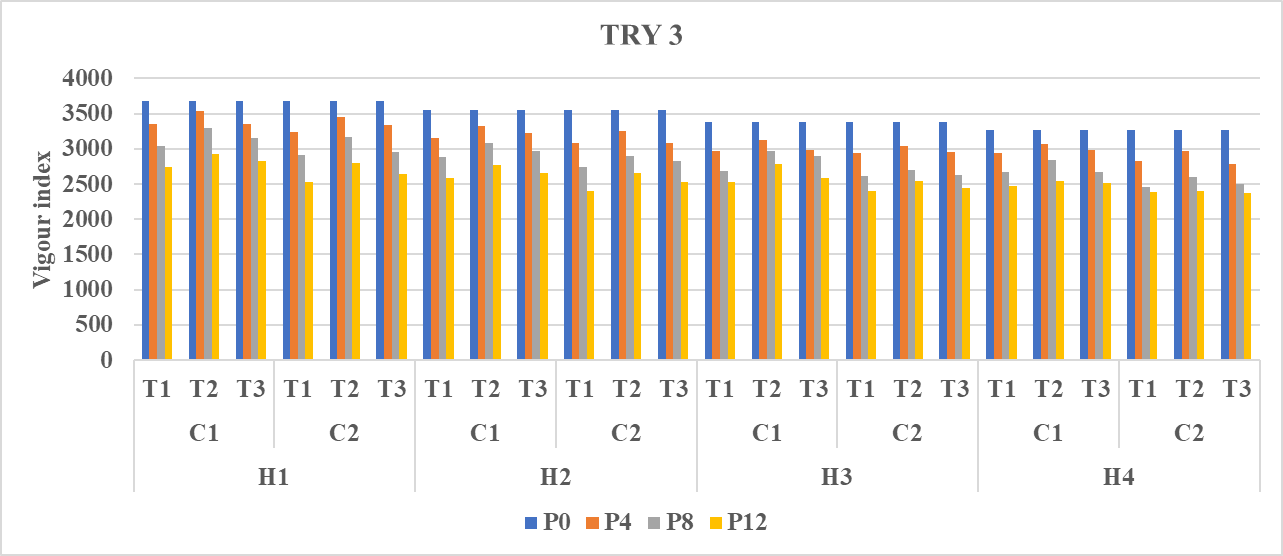 TRY 3
Vigour index
4000
3500
3000
2500
2000
1500
1000
500
0
T1 T2 T3 T1 T2 T3 T1 T2 T3 T1 T2 T3 T1 T2 T3 T1 T2 T3 T1 T2 T3 T1 T2 T3
C1 C2 C1 C2 C1 C2 C1 C2
H1 H2 H3 H4
P0 P4 P8 P12